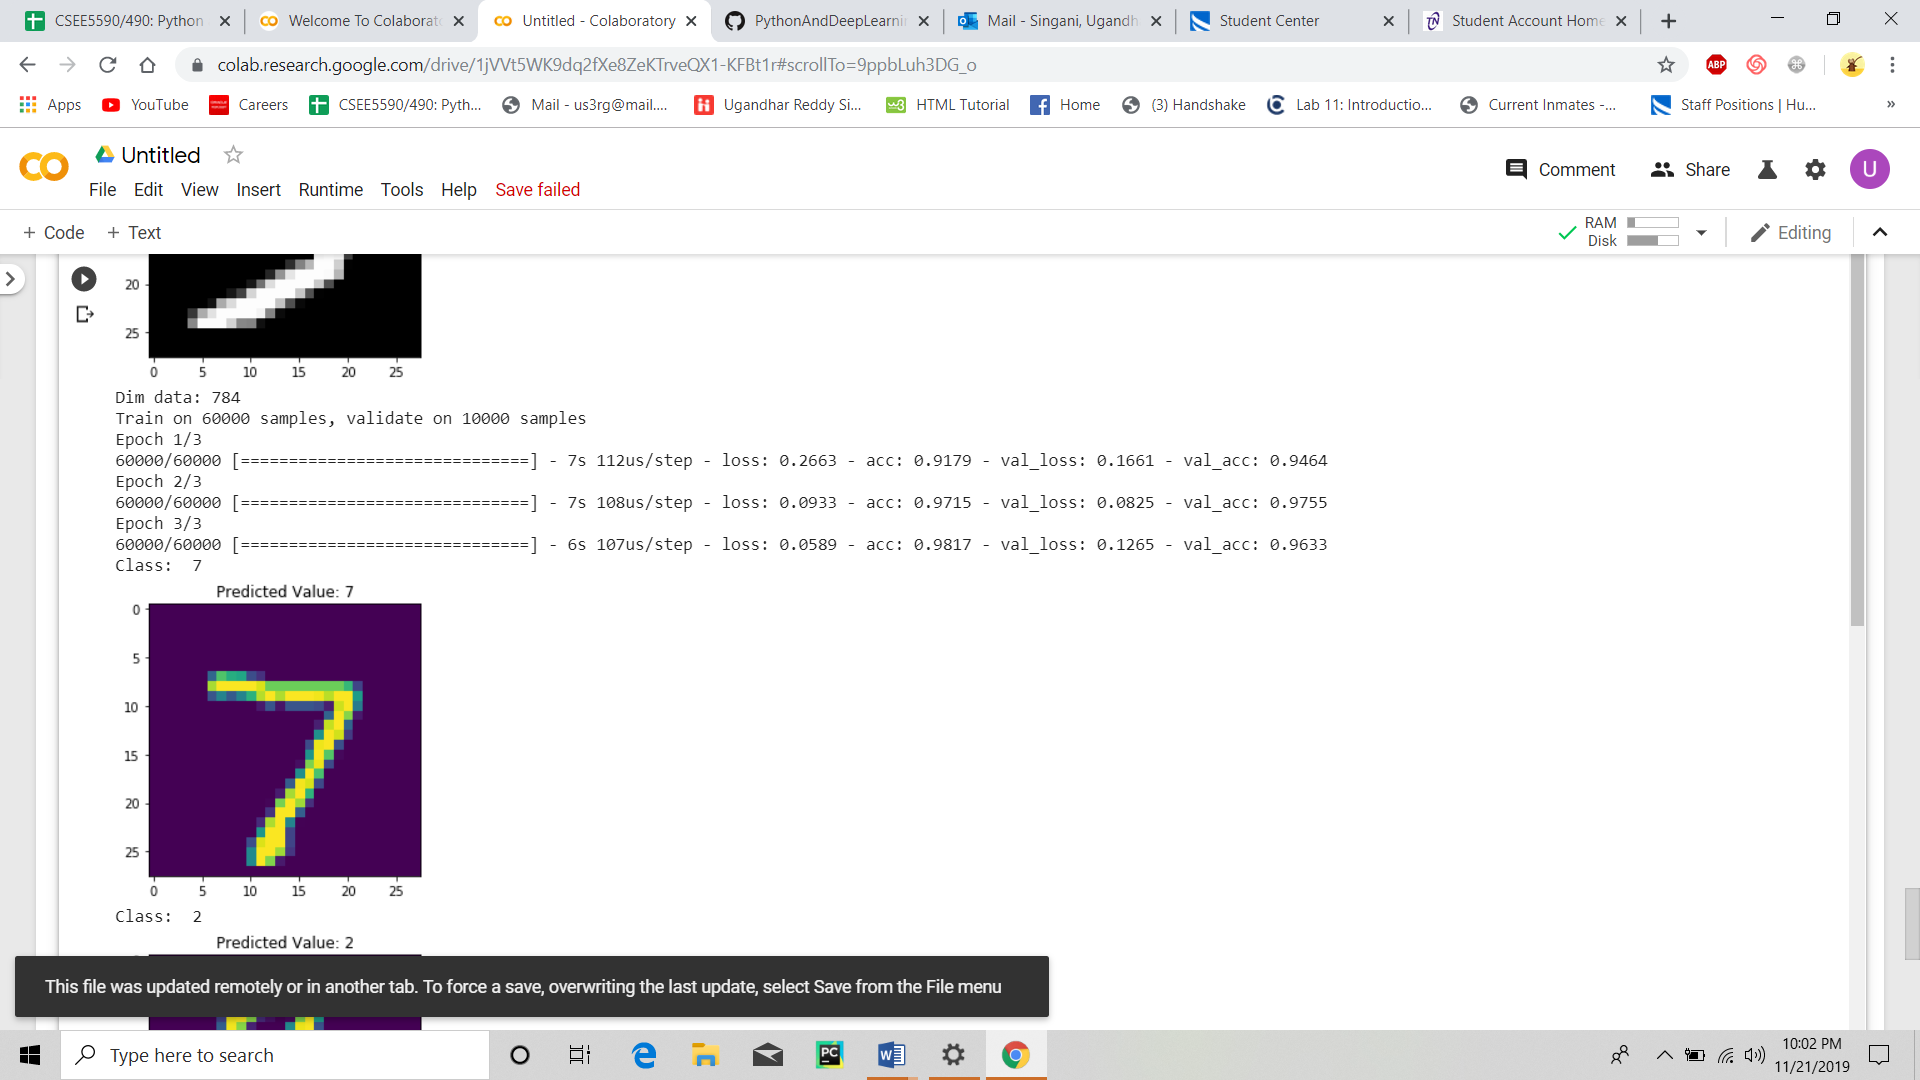 CSEE5590/490: Python
Welcome To Colaborato
Untitled - Colaboratory
PythonAndDeepLearnin
Mail - Singani, Ugandh
Student Center
Student Account Home
colab.research.google.com/drive/1jVVt5WK9dq2fXe8ZeKTrveQX1-KFBt1r#scrollTo=9ppbLuh3DG_o
ABP
Apps
YouTube
Careers
CSEE5590/490: Pyth...
Mail - us3rg@mail....
Ugandhar Reddy Si...
HTML Tutorial
Home
(3) Handshake
Lab 11: Introductio...
Current Inmates -...
Staff Positions | Hu...
»
Untitled
File Edit View Insert Runtime Tools Help Save failed
Comment
Share
U
+ Code + Text
RAM
Disk
Editing
20
25
0 5 10 15 20 25
Dim data: 784
Train on 60000 samples, validate on 10000 samples
Epoch 1/3
60000/60000 [==============================] - 7s 112us/step - loss: 0.2663 - acc: 0.9179 - val_loss: 0.1661 - val_acc: 0.9464
Epoch 2/3
60000/60000 [==============================] - 7s 108us/step - loss: 0.0933 - acc: 0.9715 - val_loss: 0.0825 - val_acc: 0.9755
Epoch 3/3
60000/60000 [==============================] - 6s 107us/step - loss: 0.0589 - acc: 0.9817 - val_loss: 0.1265 - val_acc: 0.9633
Class:  7
Predicted Value: 7
0
5
10
15
20
25
0 5 10 15 20 25
Class:  2
Predicted Value: 2
This file was updated remotely or in another tab. To force a save, overwriting the last update, select Save from the File menu
Type here to search
PC
10:02 PM
11/21/2019